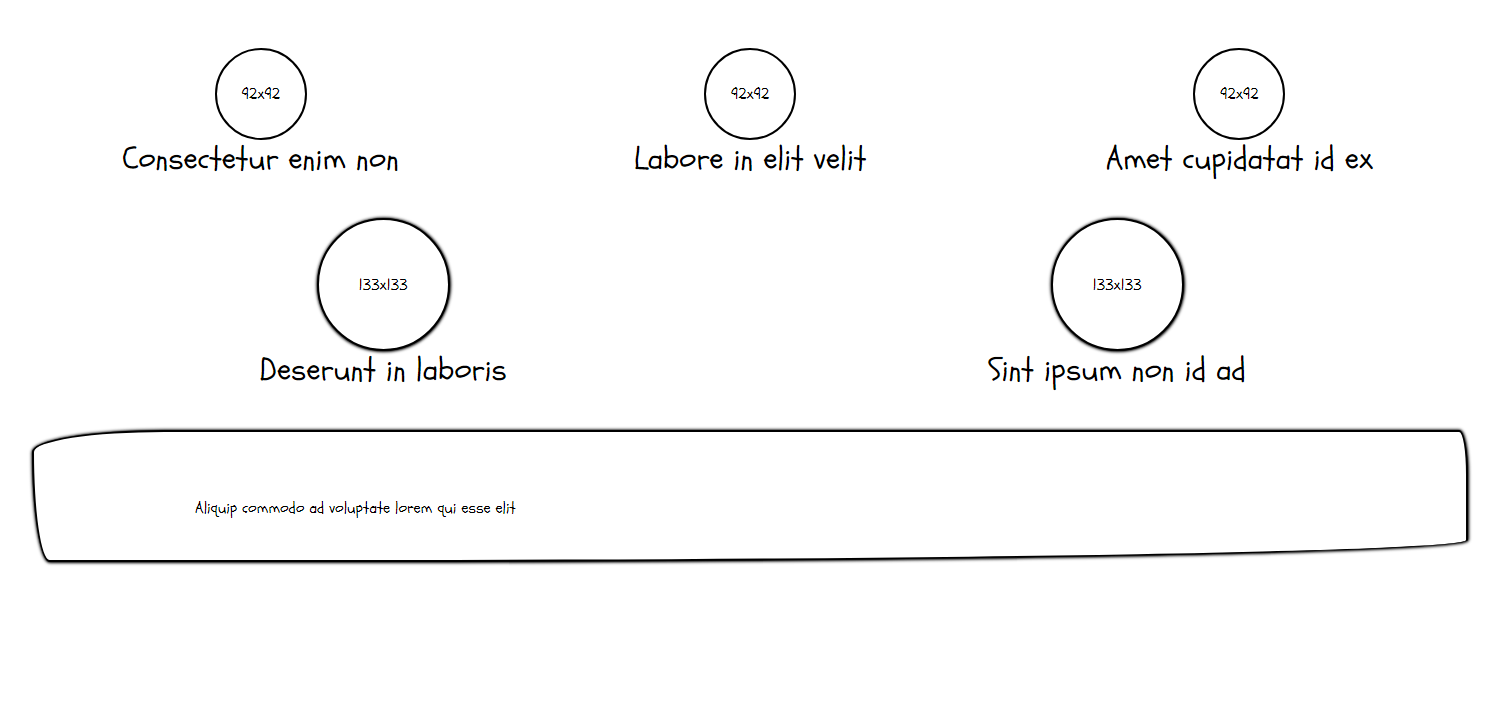 92x92
92x92
92x92
Consectetur enim non
Labore in elit velit
Amet cupidatat id ex
133x133
133x133
Deserunt in laboris
Sint ipsum non id ad
Aliquip commodo ad voluptate lorem qui esse elit